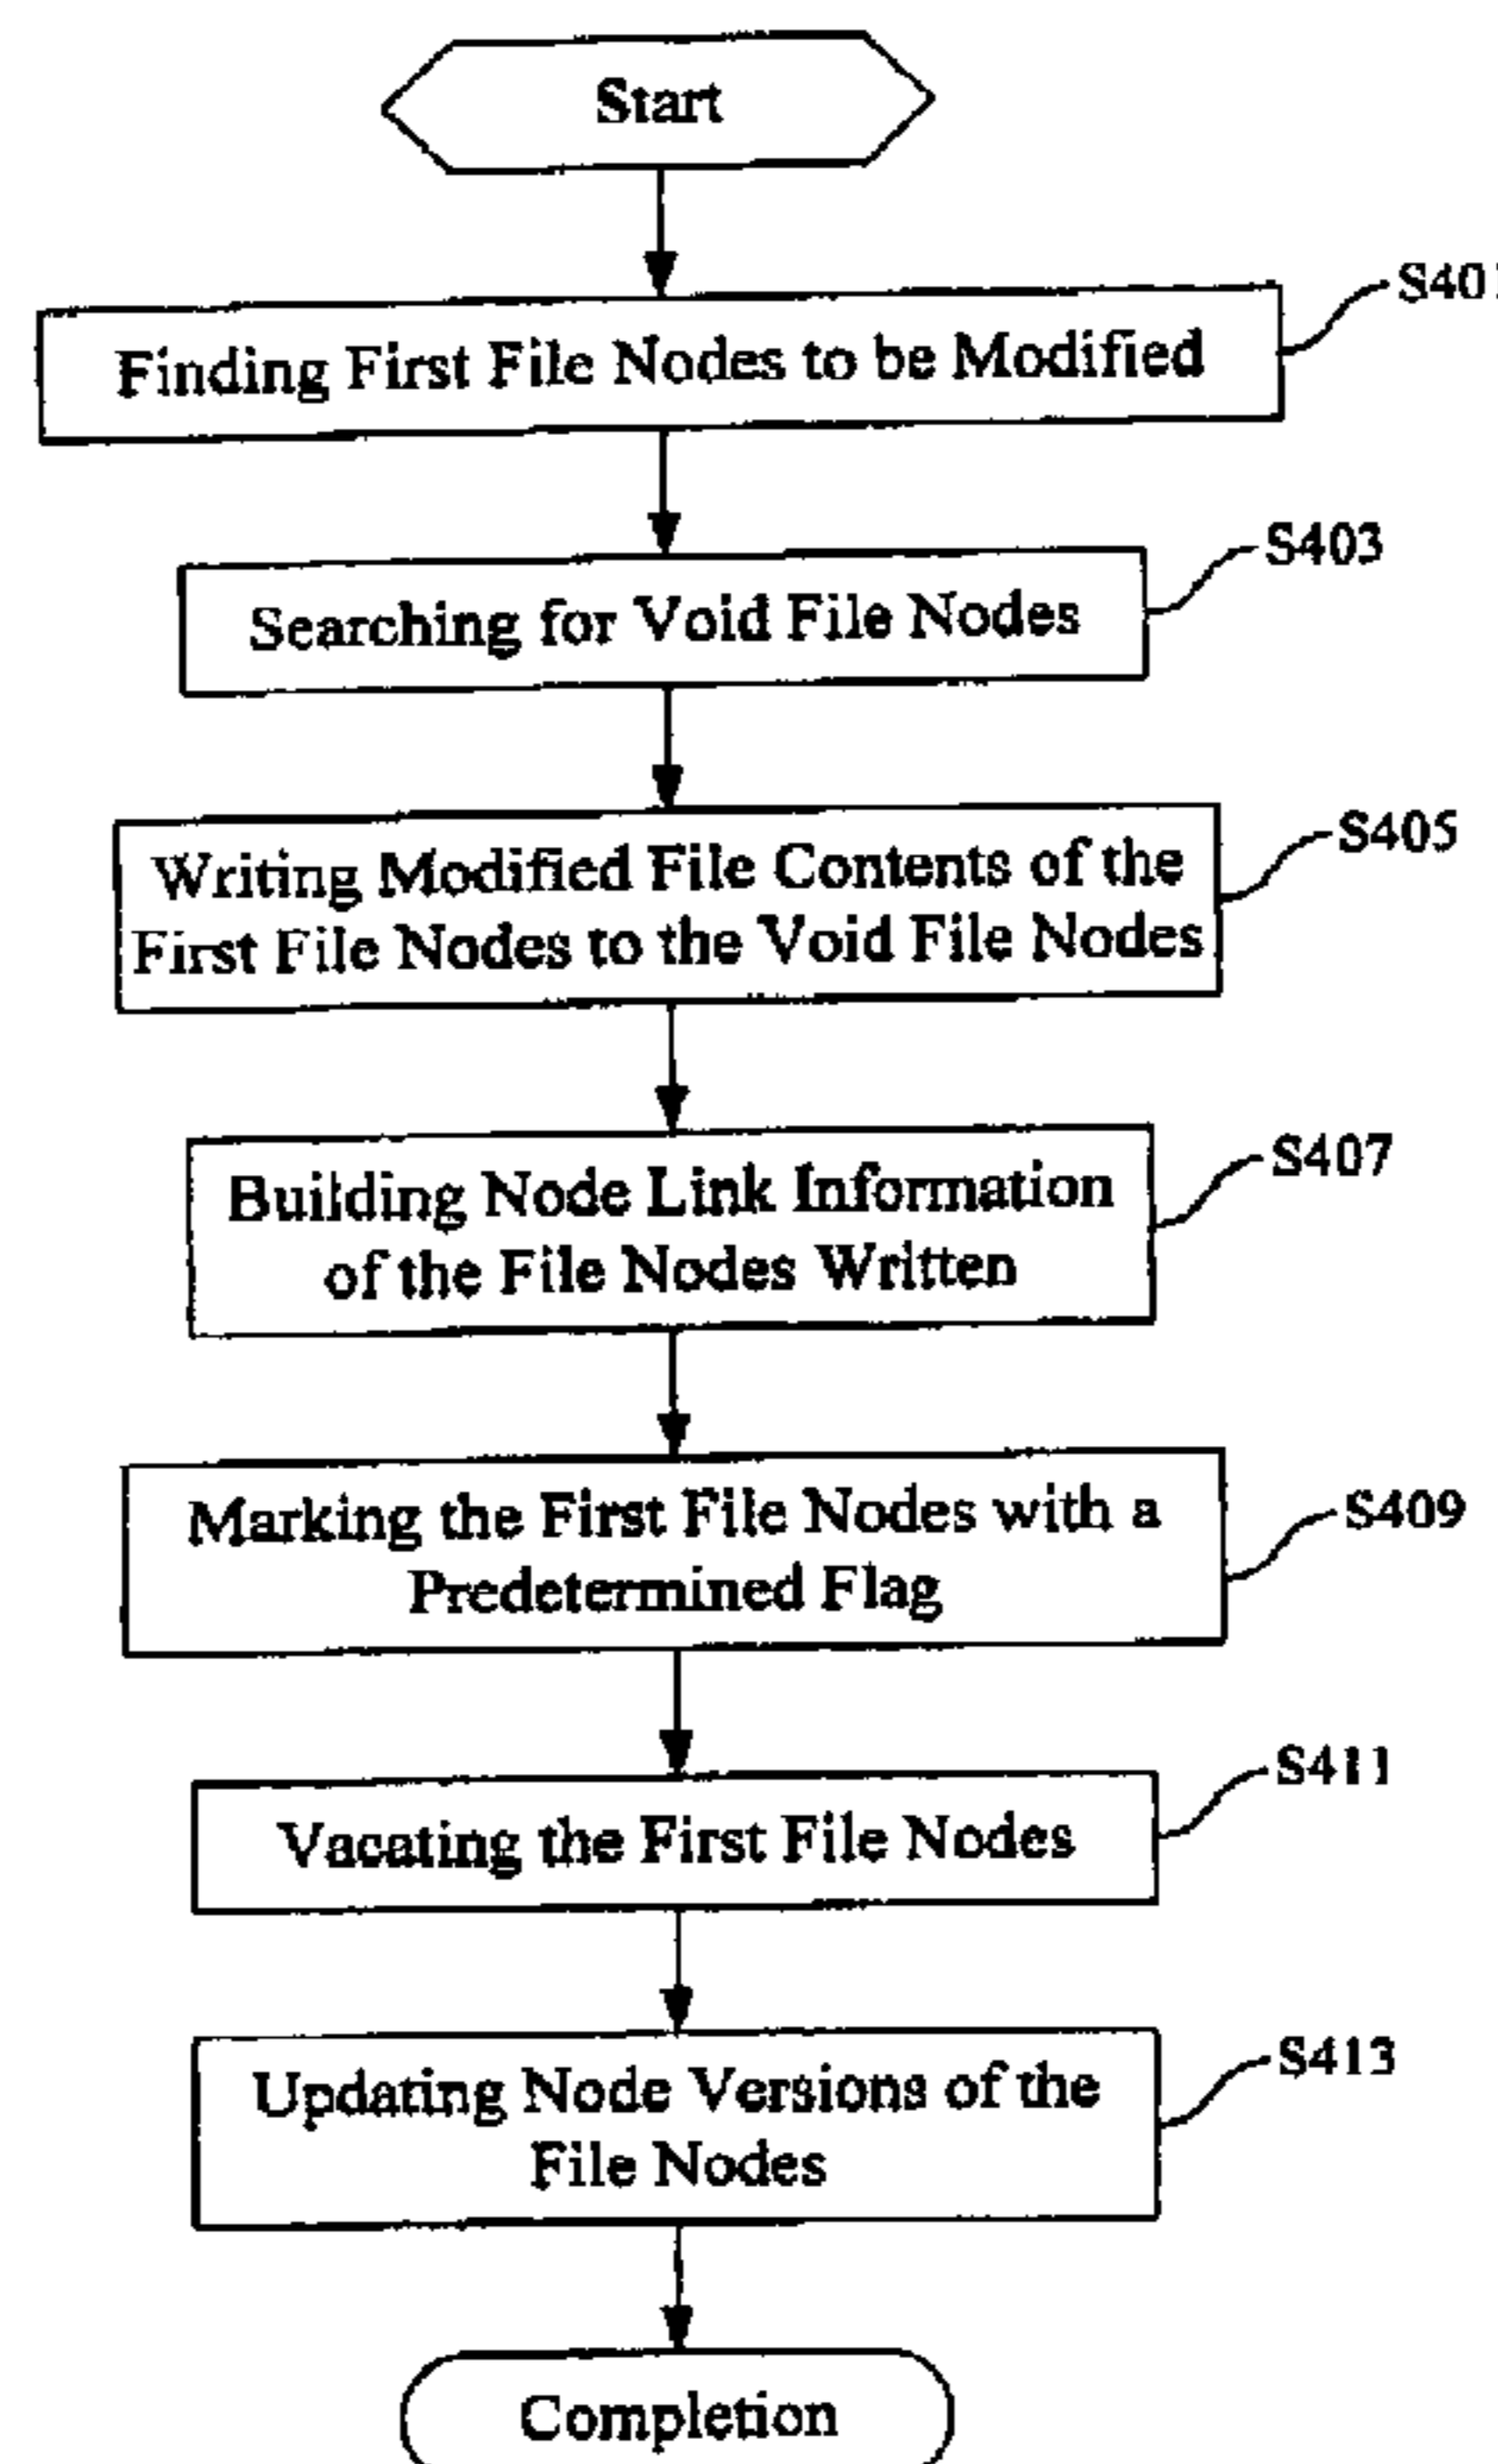 Start
S401
Finding First File Nodes to be Modified
S403
Searching for Void File Nodes
S405
Writing Modified File Contents of the
First File Nodes to the Void File Nodes
S407
Building Node Link Information
of the File Nodes Written
S409
Marking the First File Nodes with a
Predetermined Flag
S411
Vacating the First File Nodes
S413
Updating Node Versions of the
File Nodes
Completion